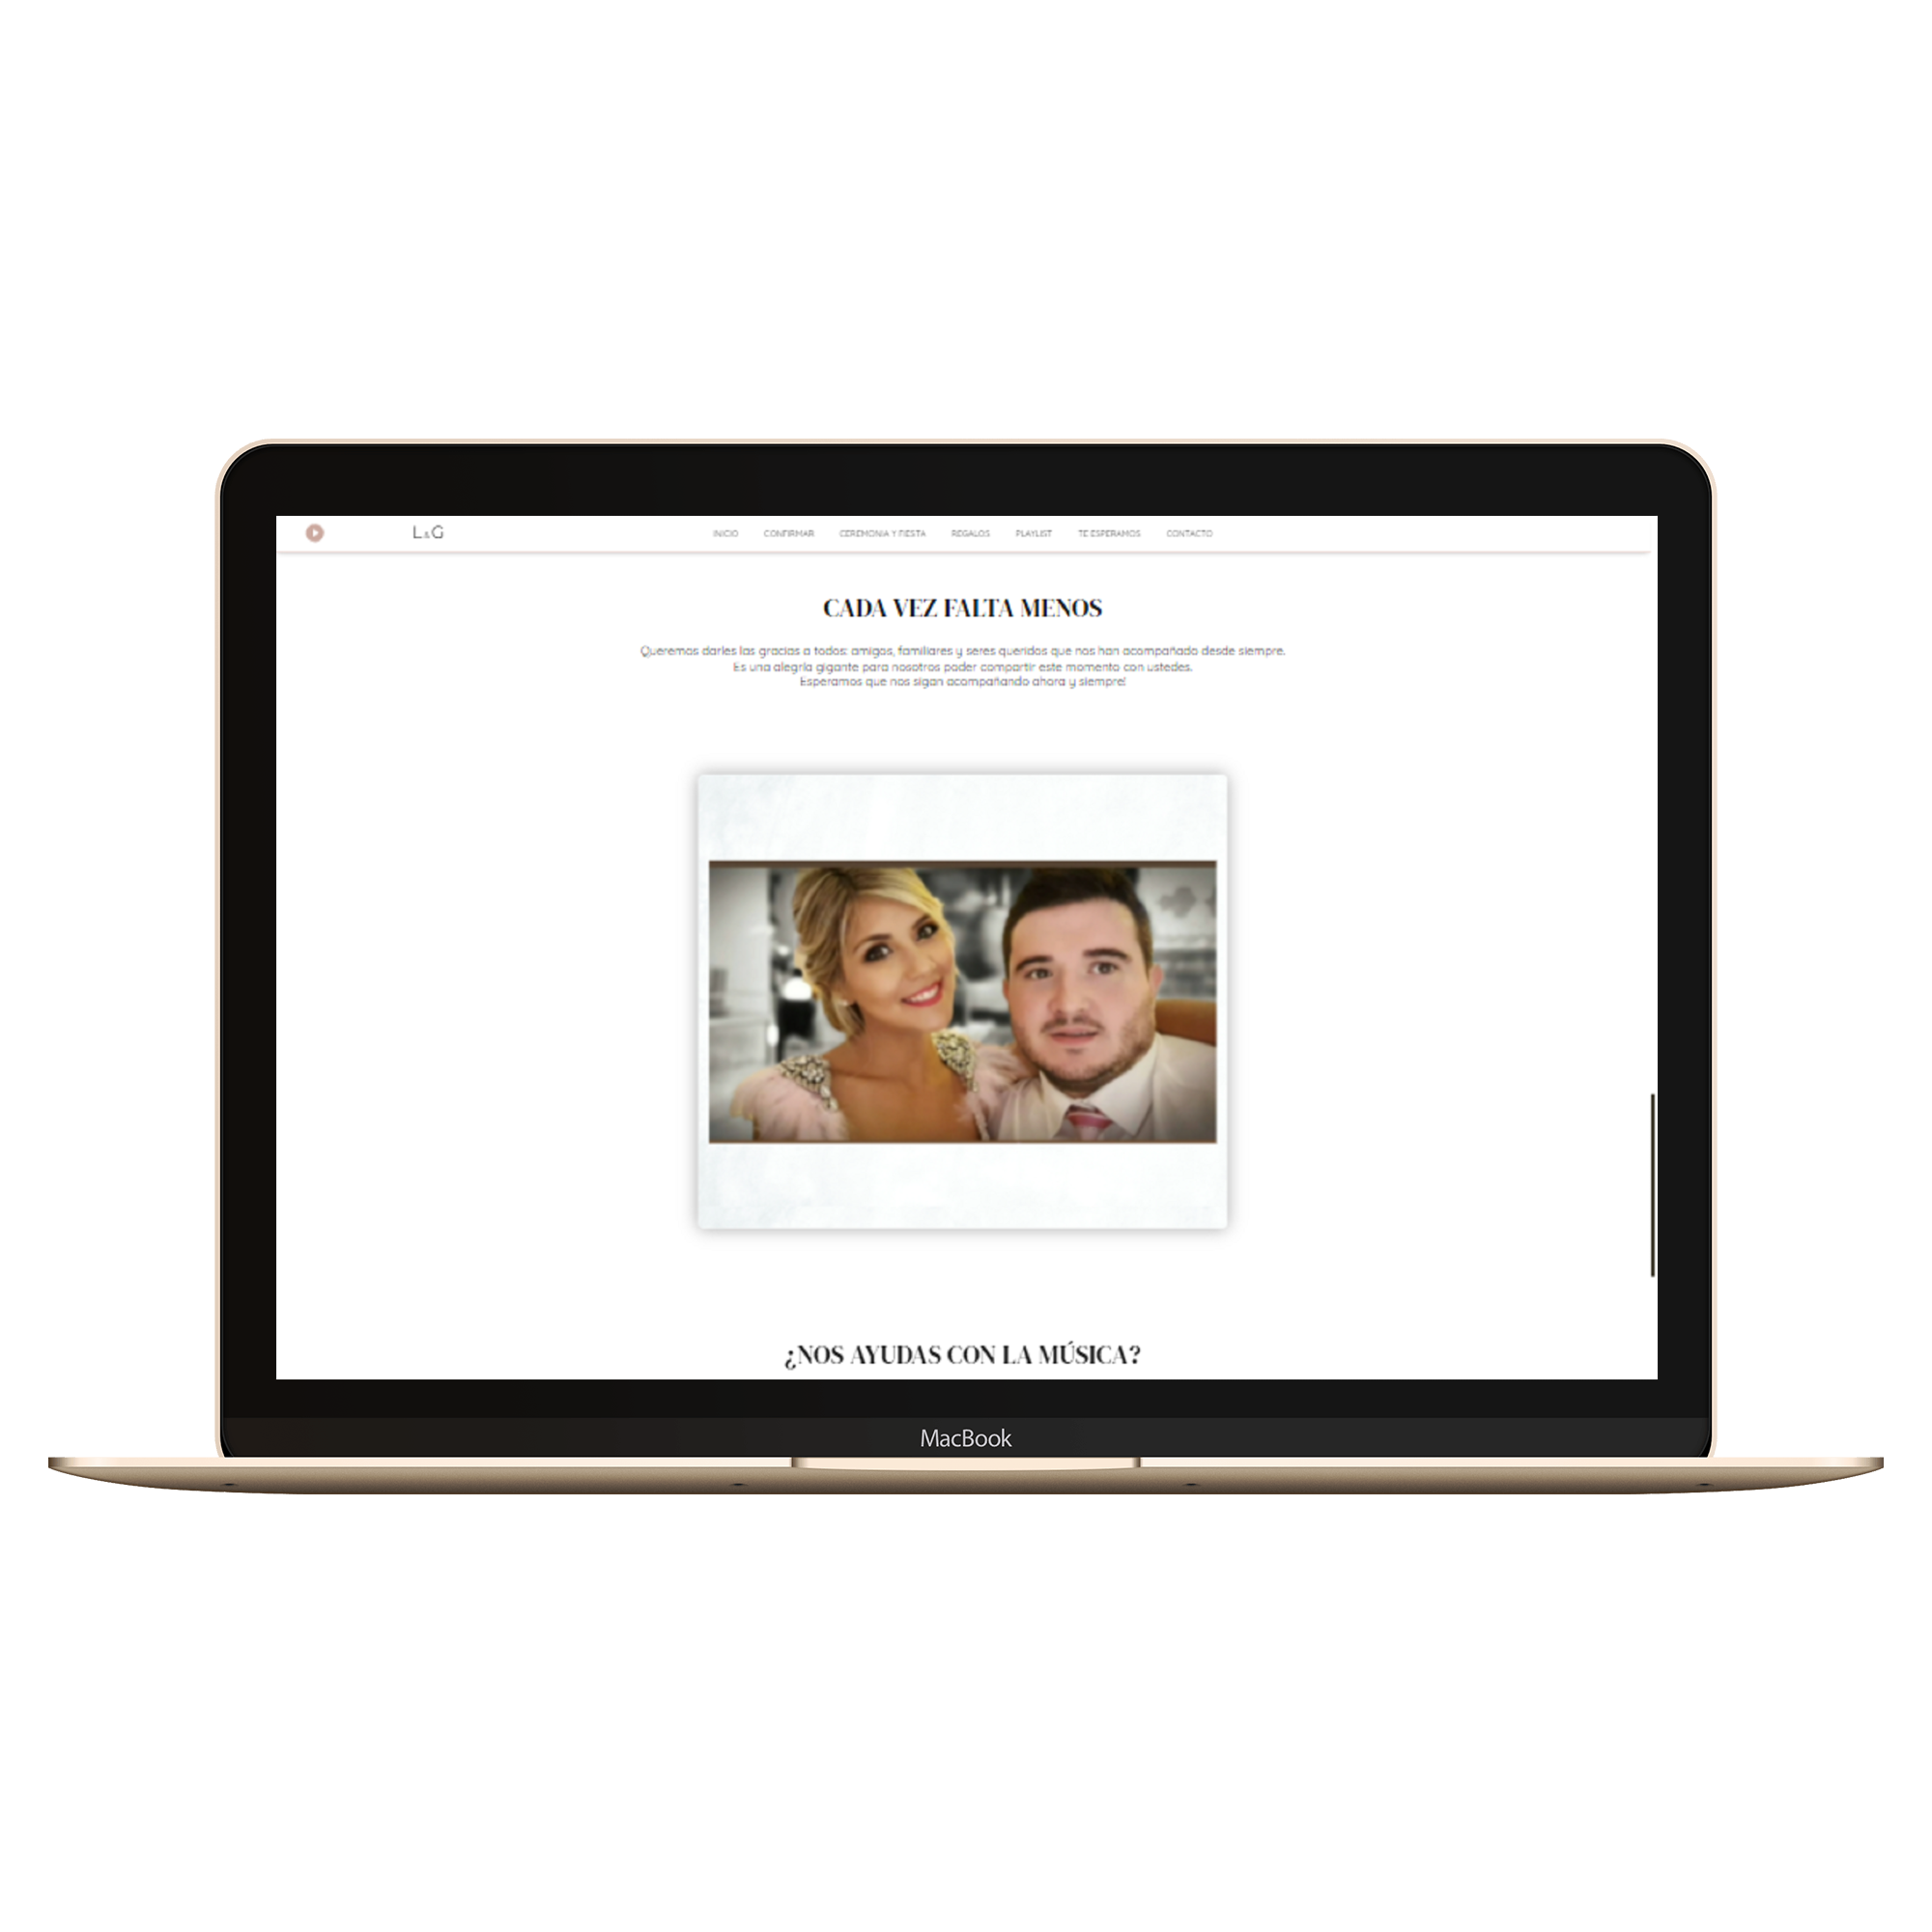 L&G
INICIO CONFIRMAR CEREMONIA Y FIESTA REGALOS PLAYLIST TE ESPERAMOS CONTACTO
CADA VEZ FALTA MENOS
Queremos darles las gracias a todos: amigos, familiares y seres queridos que nos han acompañado desde siempre.
Es una alegría gigante para nosotros poder compartir este momento con ustedes.
Esperamos que nos sigan acompañando ahora y siempre!
¿NOS AYUDAS CON LA MÚSICA?
MacBook